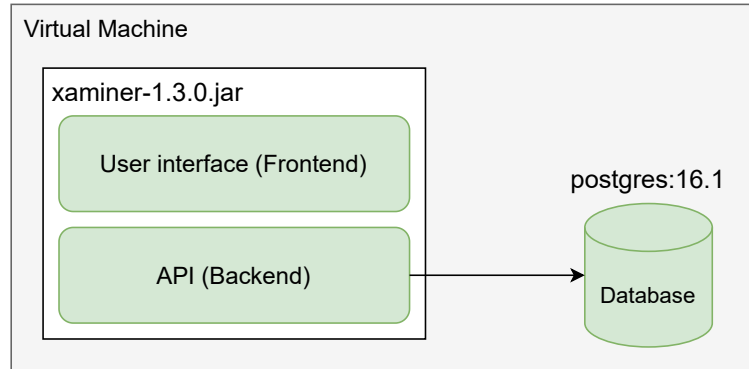 Virtual Machine
xaminer-1.3.0.jar
User interface (Frontend)
postgres:16.1
API (Backend)
Database